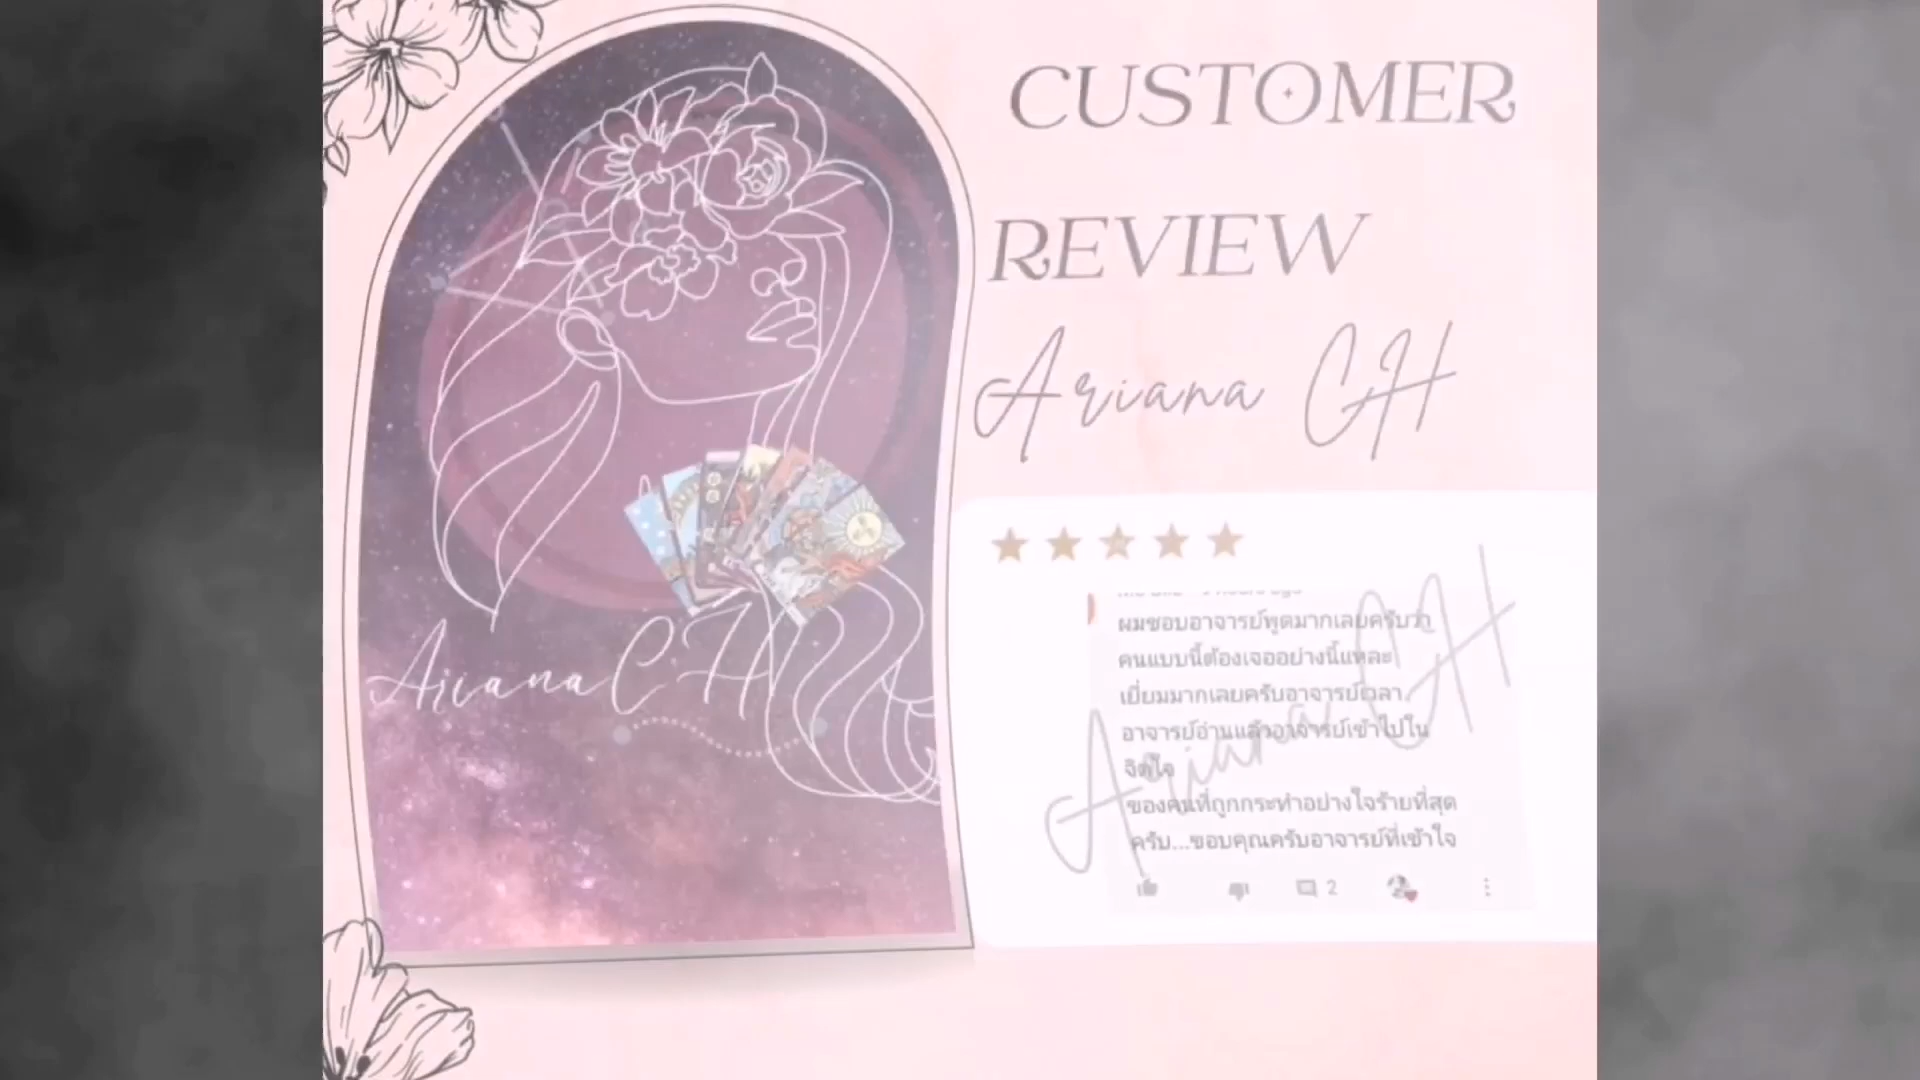 CUSTOMER
REVIEW
Ariana CH
Ariana CH
ผมชอบอาจารย์พูดมากเลยครับว่า
คนแบบนี้ต้องเจออย่างนี้แหละ
เยี่ยมมากเลยครับอาจารย์เวลา
อาจารย์อ่านแล้วอาจารย์เข้าไปใน
จิตใจ
ของคนที่ถูกกระทำอย่างใจร้ายที่สุด
ครับ...ขอบคุณครับอาจารย์ที่เข้าใจ
2
Ariana CH